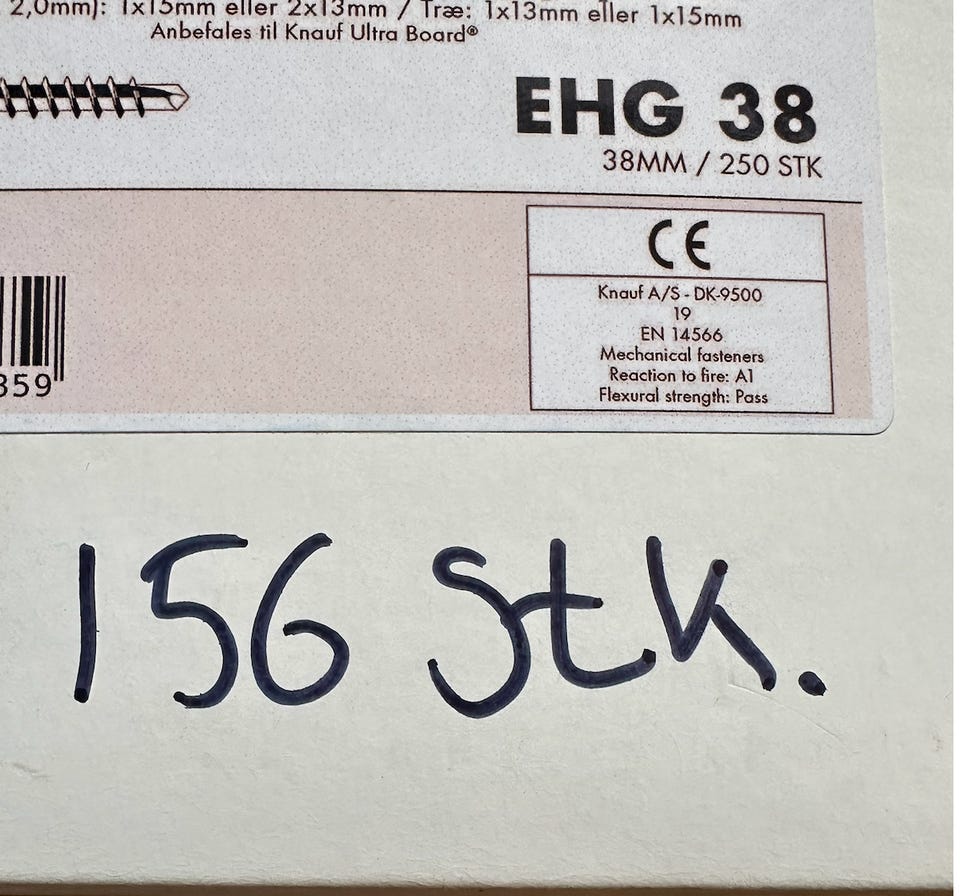 2,0mm): 1x15mm eller 2x13mm / Træ: 1x13mm eller 1x15mm
Anbefales til Knauf Ultra Board®
EHG 38
38MM / 250 STK
CE
Knauf A/S - DK-9500
19
EN 14566
Mechanical fasteners
Reaction to fire: A1
Flexural strength: Pass
359
156 Stk.